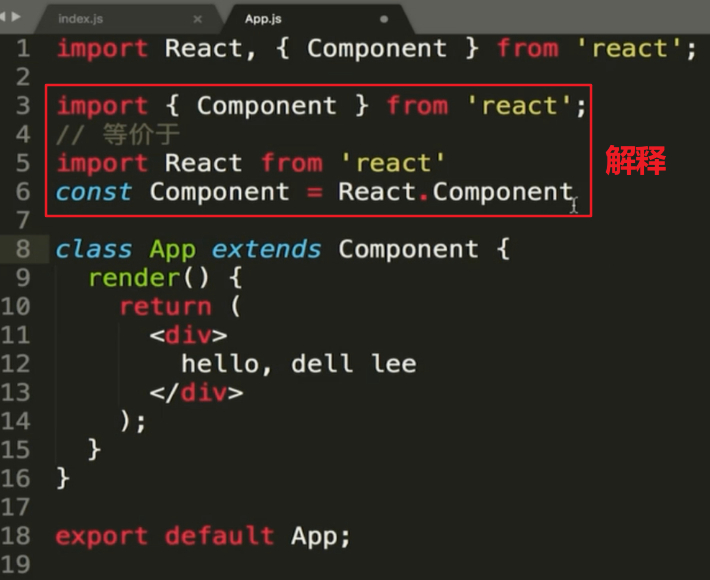 index.js × App.js
1 import React, { Component } from 'react';
2
3 import { Component } from 'react';
4 // 等价于
5 import React from 'react'
6 const Component = React.Component
解释
7
8 class App extends Component {
9 render() {
10 return (
11 <div>
12 hello, dell lee
13 </div>
14 );
15 }
16 }
17
18 export default App;
19